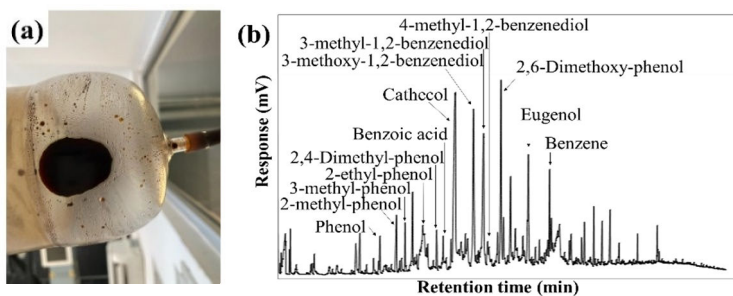 (a)
(b)
4-methyl-1,2-benzenediol
3-methyl-1,2-benzenediol
3-methoxy-1,2-benzenediol
2,6-Dimethoxy-phenol
Cathecol
Eugenol
Benzoic acid
Benzene
2,4-Dimethyl-phenol
2-ethyl-phenol
3-methyl-phenol
2-methyl-phenol
Phenol
Response (mV)
Retention time (min)